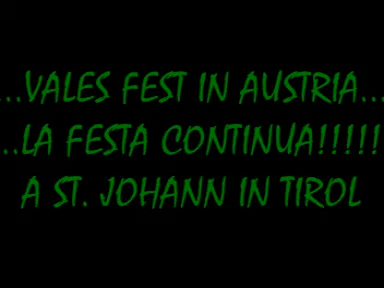 ...VALES FEST IN AUSTRIA...
...LA FESTA CONTINUA!!!!!
A ST. JOHANN IN TIROL